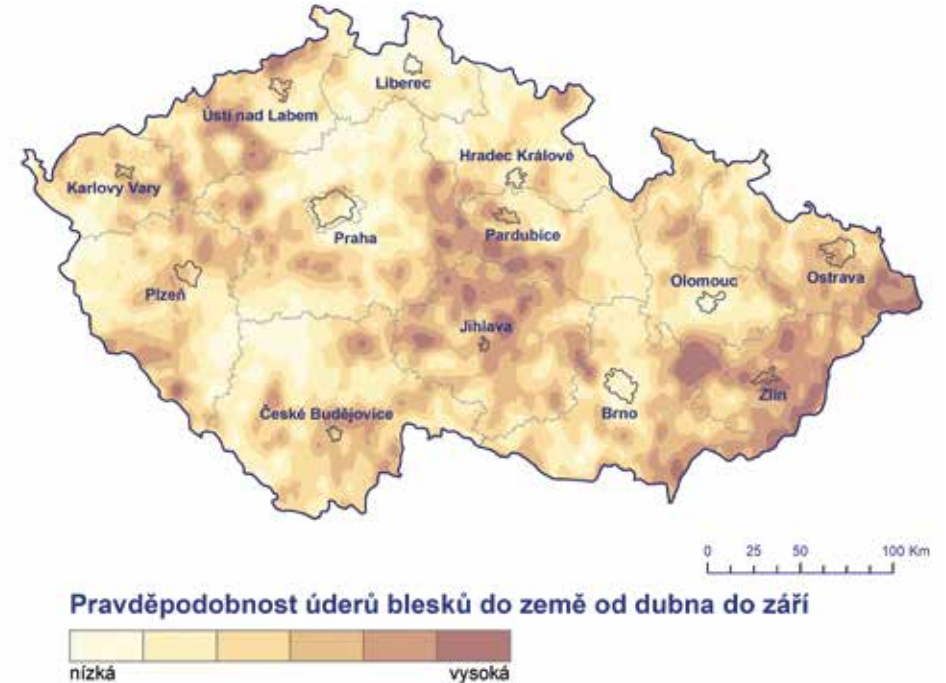 Liberec
Ústí nad Labem
Hradec Králové
Karlovy Vary
Praha
Pardubice
Ostrava
Plzeň
Olomouc
Jihlava
Zlín
České Budějovice
Brno
0 25 50 100 Km
Pravděpodobnost úderů blesků do země od dubna do září
nízká vysoká